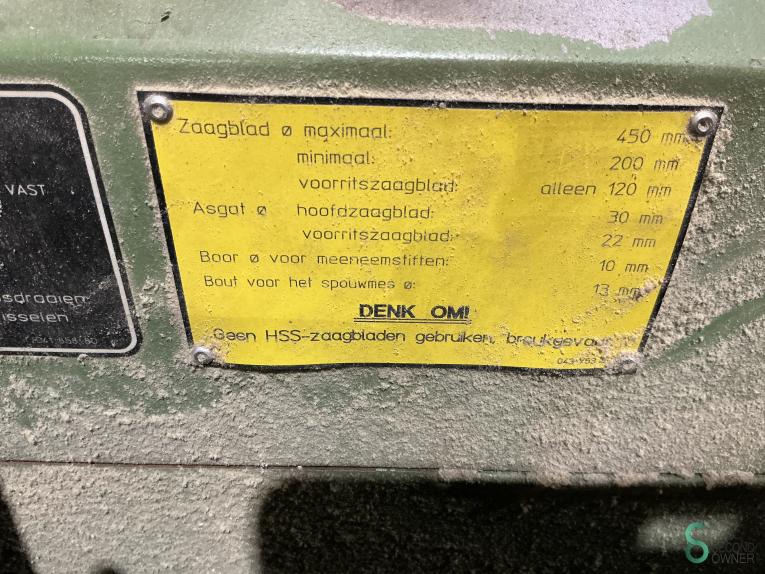 VAST
sdraaien
isselen
Zaagblad ø maximaal: 450 mm
minimaal: 200 mm
voorritszaagblad: alleen 120 mm
Asgat ø hoofdzaagblad: 30 mm
voorritszaagblad: 22 mm
Boor ø voor meeneemstiften: 10 mm
Bout voor het spouwmes ø: 13 mm
DENK OM!
Geen HSS-zaagbladen gebruiken, breukgevaar
SECOND
OWNER